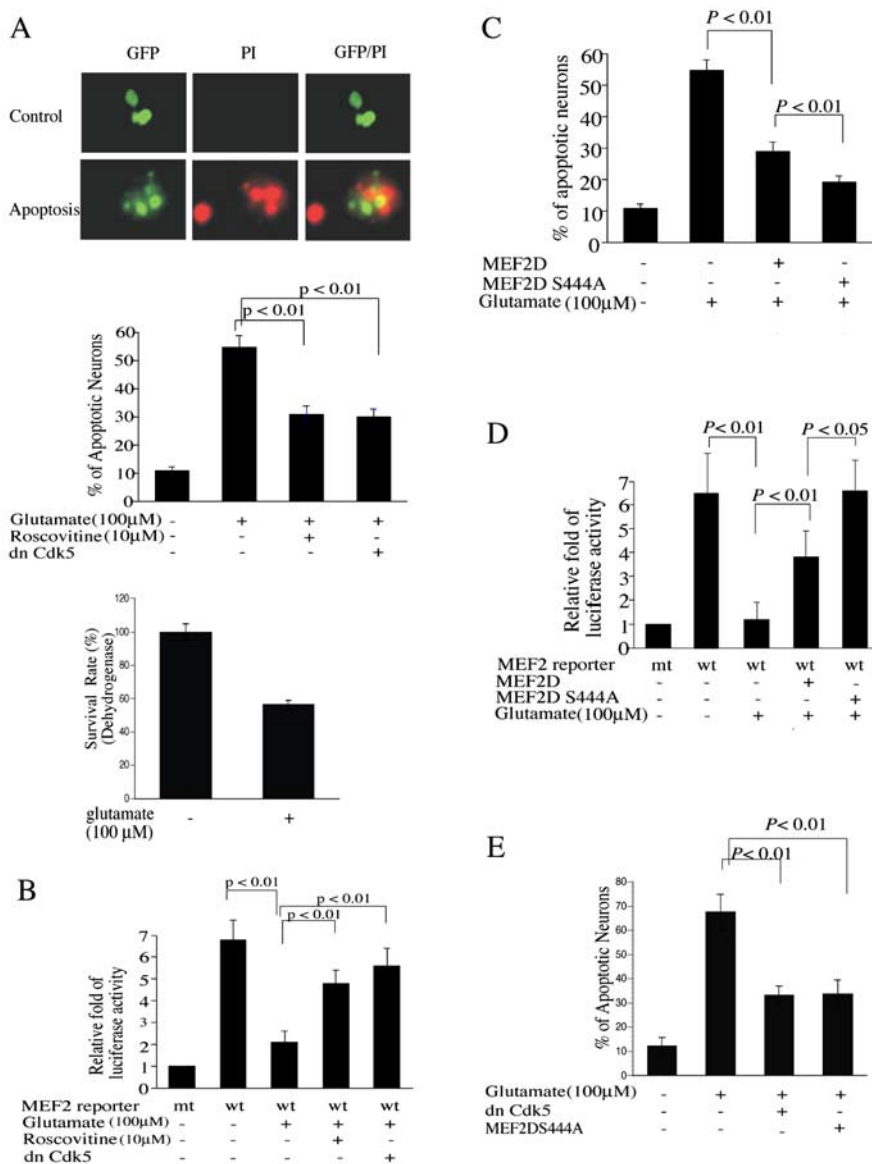 A
GFP PI GFP/PI
Control
Apoptosis
p < 0.01
p < 0.01
% of Apoptotic Neurons
60
50
40
30
20
10
0
Glutamate(100μM) - + + +
Roscovitine(10μM) - - + -
dn Cdk5 - - - +
Survival Rate (%)
(Dehydrogenase)
120
100
80
60
40
20
0
glutamate
(100 μM) - +
B
p < 0.01
p < 0.01
p < 0.01
Relative fold of
luciferase activity
7
6
5
4
3
2
1
0
MEF2 reporter mt wt wt wt wt
Glutamate(100μM) - - + + +
Roscovitine(10μM) - - - + -
dn Cdk5 - - - - +
C
P < 0.01
P < 0.01
% of apoptotic neurons
60
50
40
30
20
10
0
MEF2D - - + -
MEF2D S444A - - - +
Glutamate(100μM) - + + +
D
P < 0.01
P < 0.05
P < 0.01
Relative fold of
luciferase activity
7
6
5
4
3
2
1
0
MEF2 reporter mt wt wt wt wt
MEF2D - - - + -
MEF2D S444A - - - - +
Glutamate(100μM) - - + + +
E
P < 0.01
P < 0.01
% of Apoptotic Neurons
80
70
60
50
40
30
20
10
0
Glutamate(100μM) - + + +
dn Cdk5 - - + -
MEF2DS444A - - - +